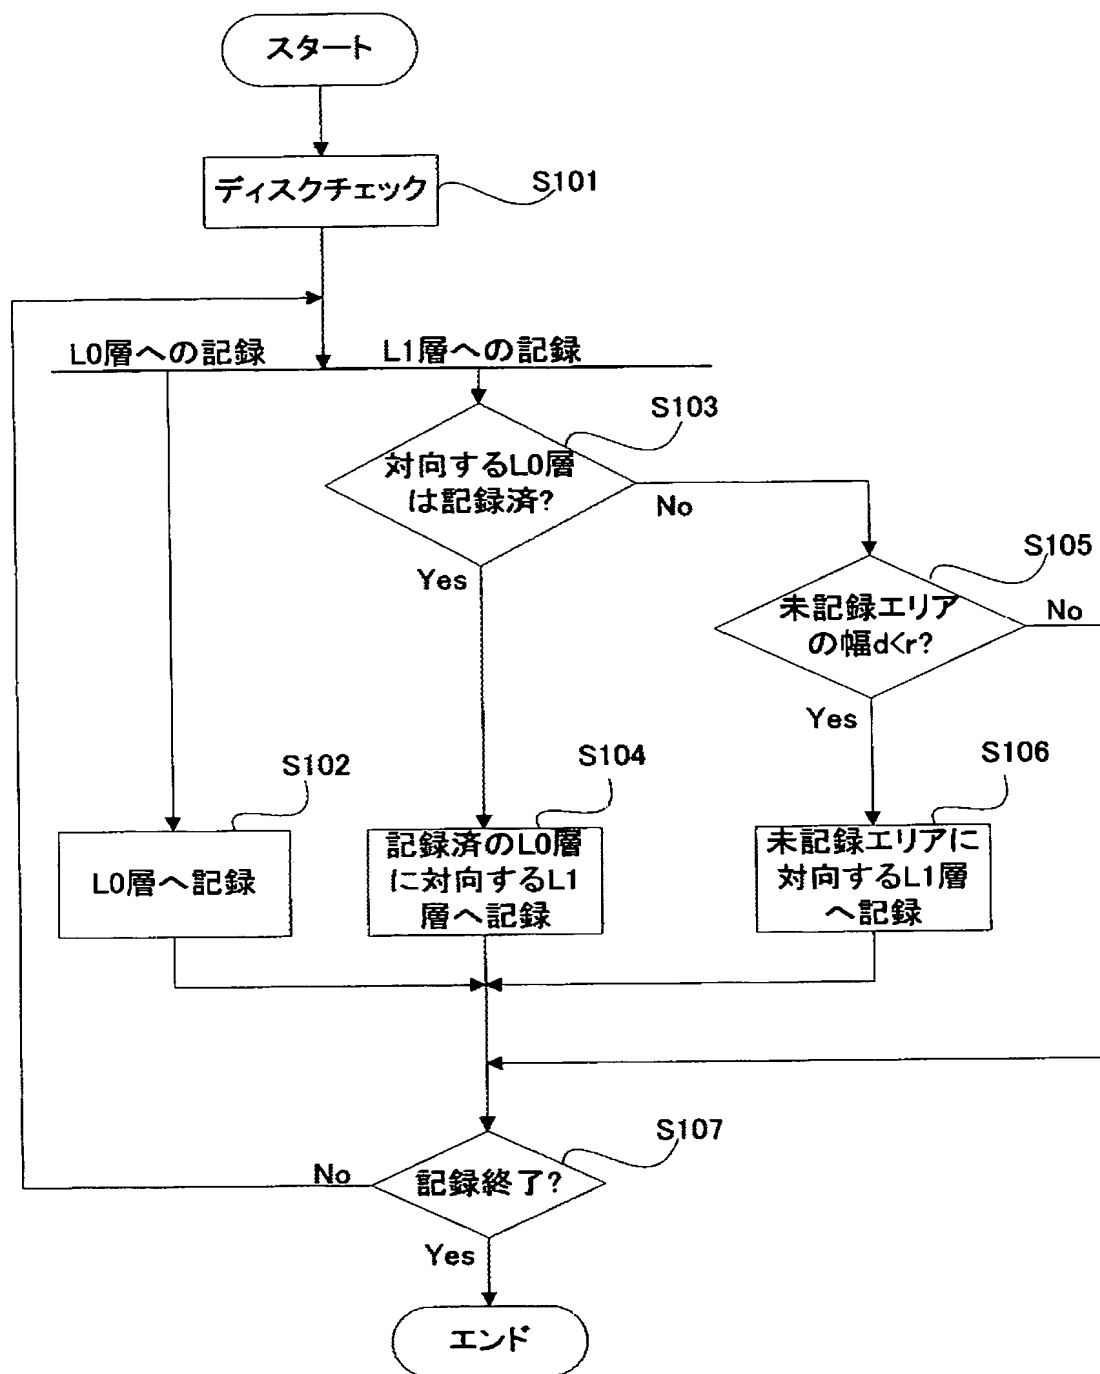 スタート
ディスクチェック
S101
L0層への記録
L1層への記録
S103
対向するL0層
は記録済?
No
Yes
S105
未記録エリア
の幅d<r?
No
Yes
S102
L0層へ記録
S104
記録済のL0層
に対向するL1
層へ記録
S106
未記録エリアに
対向するL1層
へ記録
S107
記録終了?
No
Yes
エンド